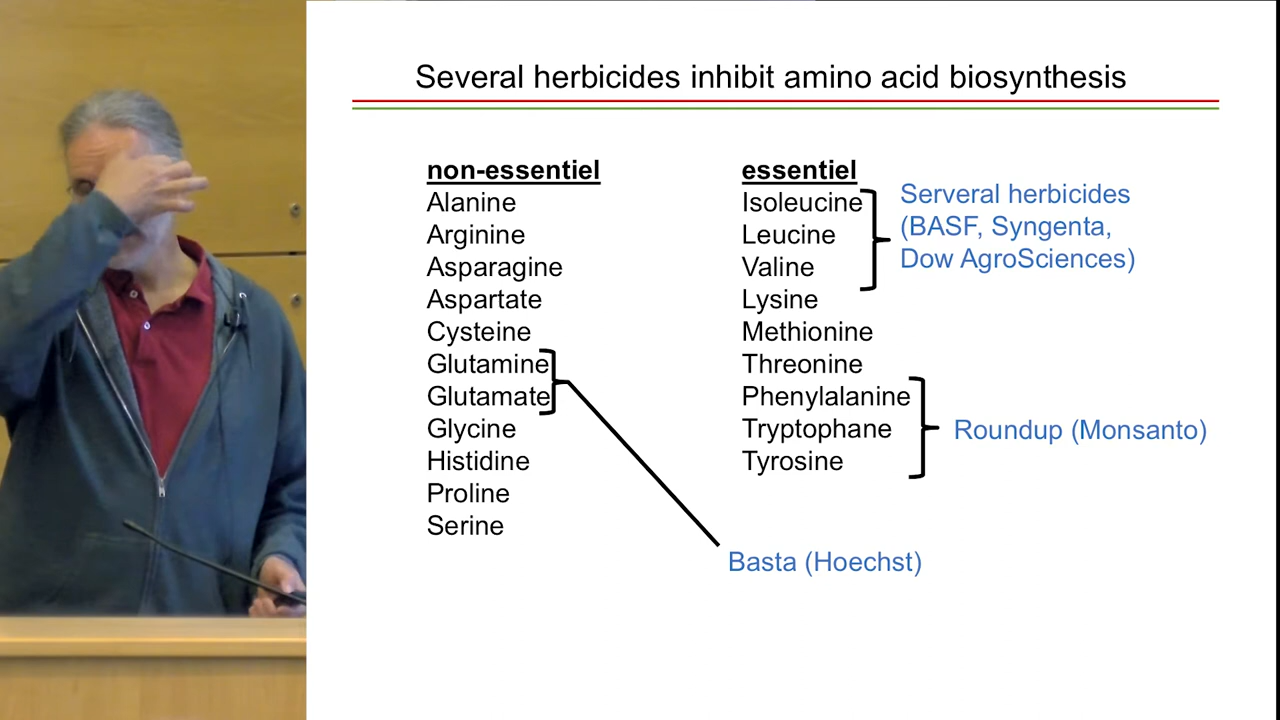 Several herbicides inhibit amino acid biosynthesis
non-essentiel
Alanine
Arginine
Asparagine
Aspartate
Cysteine
Glutamine
Glutamate
Glycine
Histidine
Proline
Serine
essentiel
Isoleucine
Leucine
Valine
Lysine
Methionine
Threonine
Phenylalanine
Tryptophane
Tyrosine
Serveral herbicides
(BASF, Syngenta,
Dow AgroSciences)
Roundup (Monsanto)
Basta (Hoechst)